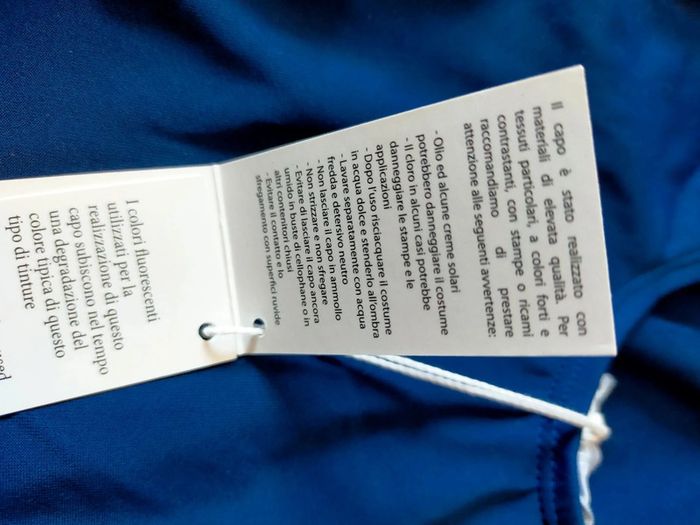 Il capo è stato realizzato con
materiali di elevata qualità. Per
tessuti particolari, a colori forti e
contrastanti, con stampe o ricami
raccomandiamo di prestare
attenzione alle seguenti avverrenze:
- Olio ed alcune creme solari
potrebbero danneggiare il costume
- Il cloro in alcuni casi potrebbe
danneggiare le stampe e le
applicazioni
- Dopo l'uso risciacquare il costume
in acqua dolce e stenderlo all'ombra
- Lavare separatamente con acqua
fredda e detersivo neutro
- Non lasciare il capo in ammollo
- Non strizzare e non sfregare
- Evitare di lasciare il capo ancora
umido in buste di cellophane o in
altri contenitori chiusi
- Evitare il contatto e lo
sfregamento con superfici ruvide
I colori fluorescenti
utilizzati per la
realizzazione di questo
capo subiscono nel tempo
una degradazione del
colore tipica di questo
tipo di tinture